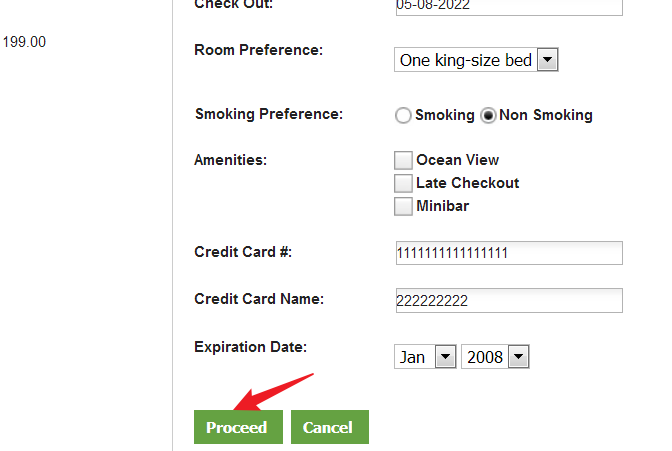 Check Out: 05-08-2022
199.00
Room Preference: One king-size bed
Smoking Preference: Smoking Non Smoking
Amenities: Ocean View
Late Checkout
Minibar
Credit Card #: 1111111111111111
Credit Card Name: 222222222
Expiration Date: Jan 2008
Proceed Cancel